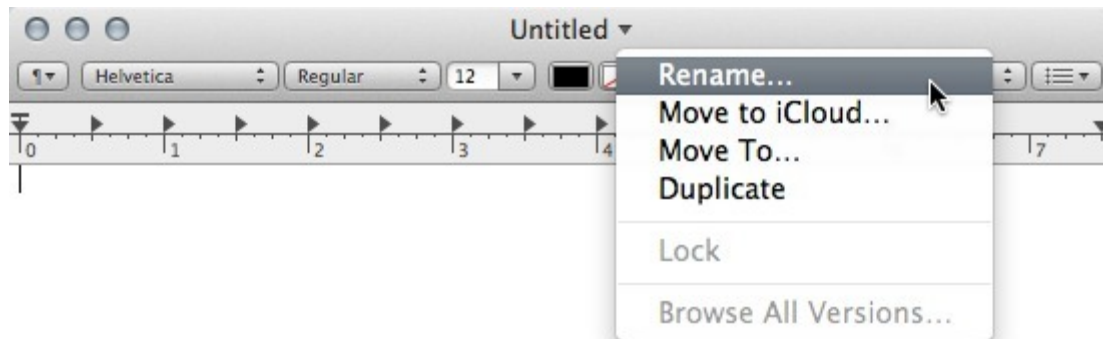 Untitled
¶ Helvetica Regular 12
Rename...
Move to iCloud...
Move To...
Duplicate
Lock
Browse All Versions...
0 1 2 3 4 7